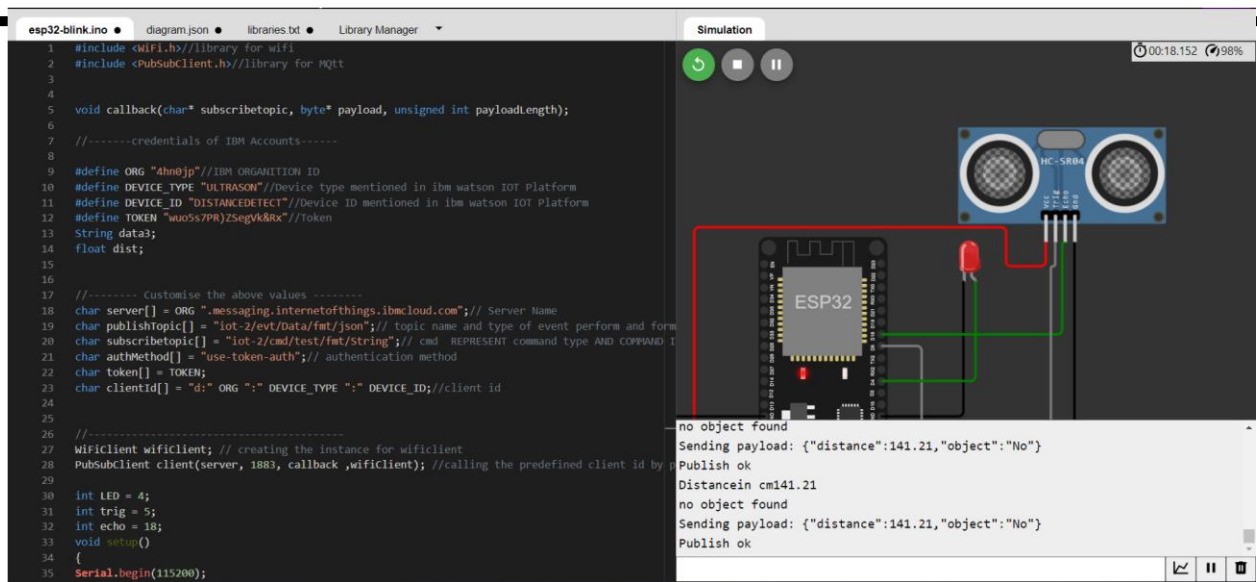 esp32-blink.ino ● diagram.json ● libraries.txt ● Library Manager ▼
1 #include <WiFi.h>//library for wifi
2 #include <PubSubClient.h>//library for MQtt
3
4
5 void callback(char* subscribetopic, byte* payload, unsigned int payloadLength);
6
7 //-------credentials of IBM Accounts------
8
9 #define ORG "4hn0jp"//IBM ORGANITION ID
10 #define DEVICE_TYPE "ULTRASON"//Device type mentioned in ibm watson IOT Platform
11 #define DEVICE_ID "DISTANCEDETECT"//Device ID mentioned in ibm watson IOT Platform
12 #define TOKEN "wuo5s7PR)ZSegVk&Rx"//Token
13 String data3;
14 float dist;
15
16
17 //-------- Customise the above values --------
18 char server[] = ORG ".messaging.internetofthings.ibmcloud.com";// Server Name
19 char publishTopic[] = "iot-2/evt/Data/fmt/json";// topic name and type of event perform and form
20 char subscribetopic[] = "iot-2/cmd/test/fmt/String";// cmd REPRESENT command type AND COMMAND I
21 char authMethod[] = "use-token-auth";// authentication method
22 char token[] = TOKEN;
23 char clientId[] = "d:" ORG ":" DEVICE_TYPE ":" DEVICE_ID;//client id
24
25
26 //-----------------------------------------
27 WiFiClient wifiClient; // creating the instance for wificlient
28 PubSubClient client(server, 1883, callback ,wifiClient); //calling the predefined client id by p
29
30 int LED = 4;
31 int trig = 5;
32 int echo = 18;
33 void setup()
34 {
35 Serial.begin(115200);
Simulation
00:18.152 98%
HC-SR04
Vcc
Trig
Echo
Gnd
ESP32
no object found
Sending payload: {"distance":141.21,"object":"No"}
Publish ok
Distancein cm141.21
no object found
Sending payload: {"distance":141.21,"object":"No"}
Publish ok